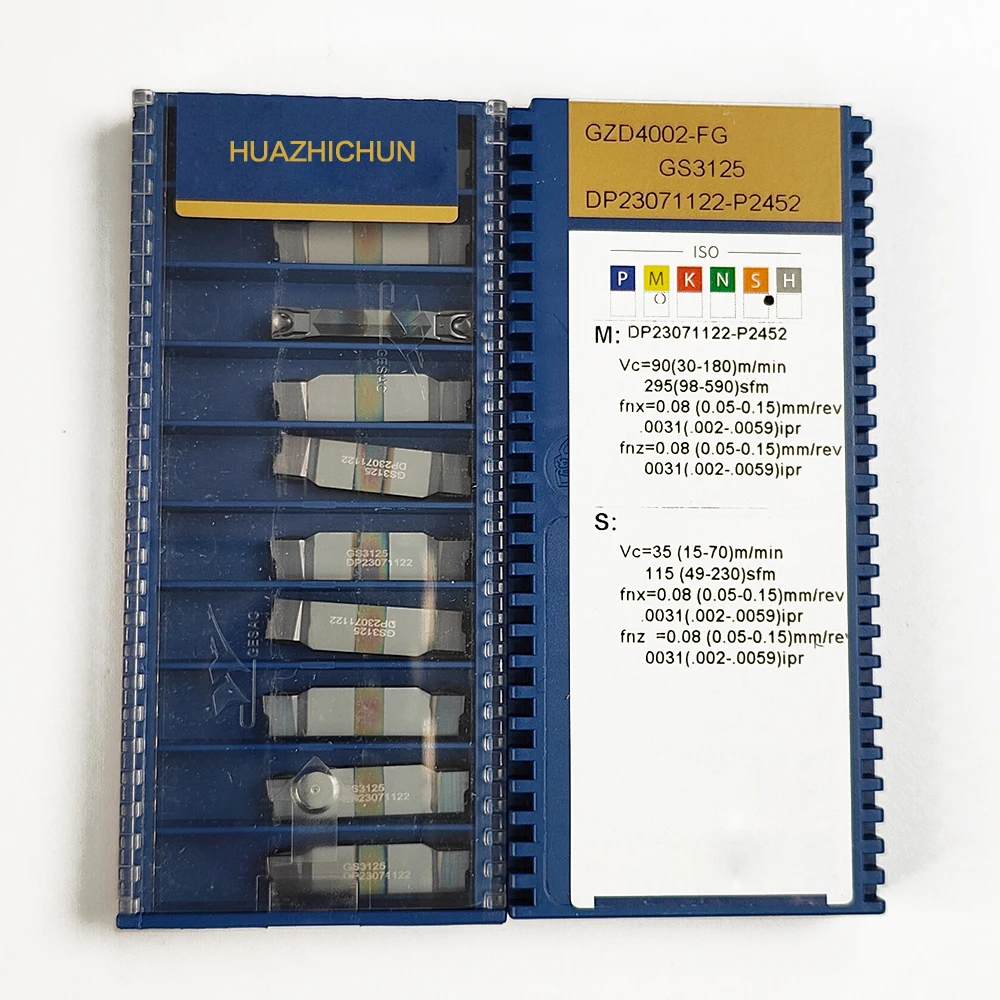 HUAZHICHUN
GESAC
GS3125
DP23071122
GS3125
DP23071122
GS3125
DP23071122
GESAC
S3125
23071122
GS3125
DP23071122
GZD4002-FG
GS3125
DP23071122-P2452
ISO
P M K N S H
M: DP23071122-P2452
Vc=90(30-180)m/min
295(98-590)sfm
fnx=0.08 (0.05-0.15)mm/rev
.0031(.002-.0059)ipr
fnz=0.08 (0.05-0.15)mm/rev
0031(.002-.0059)ipr
S:
Vc=35 (15-70)m/min
115 (49-230)sfm
fnx=0.08 (0.05-0.15)mm/rev
.0031(.002-.0059)ipr
fnz =0.08 (0.05-0.15)mm/rev
0031(.002-.0059)ipr